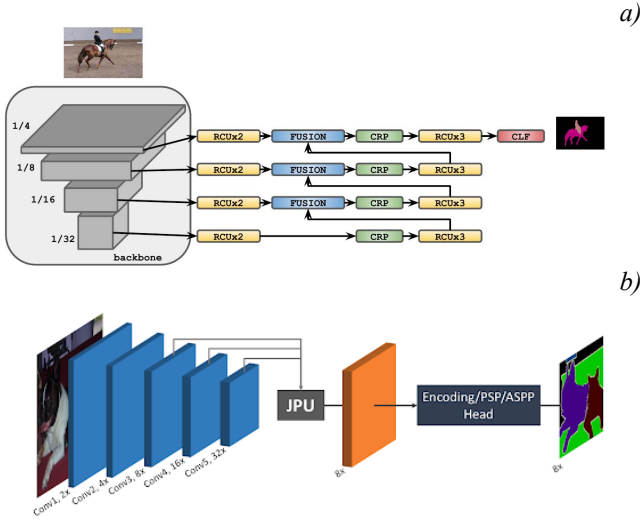 a)
1/4
RCUx2 FUSION CRP RCUx3 CLF
1/8
RCUx2 FUSION CRP RCUx3
1/16
RCUx2 FUSION CRP RCUx3
1/32
RCUx2 CRP RCUx3
backbone
b)
JPU
Encoding/PSP/ASPP
Head
Conv1, 2x
Conv2, 4x
Conv3, 8x
Conv4, 16x
Conv5, 32x
8x
8x